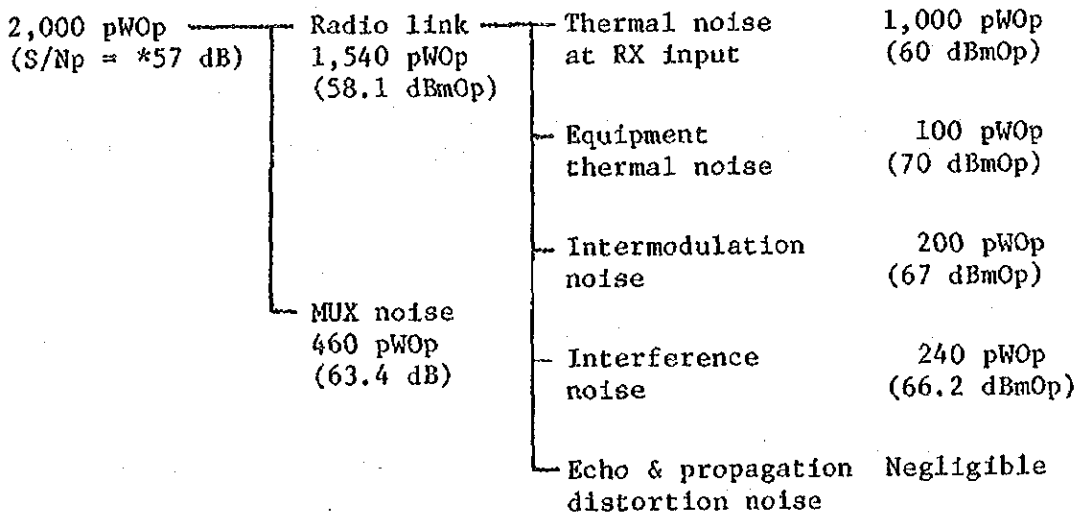 2,000 pWOp
(S/Np = *57 dB)
Radio link
1,540 pWOp
(58.1 dBmOp)
MUX noise
460 pWOp
(63.4 dB)
Thermal noise
at RX input
1,000 pWOp
(60 dBmOp)
Equipment
thermal noise
100 pWOp
(70 dBmOp)
Intermodulation
noise
200 pWOp
(67 dBmOp)
Interference
noise
240 pWOp
(66.2 dBmOp)
Echo & propagation
distortion noise
Negligible